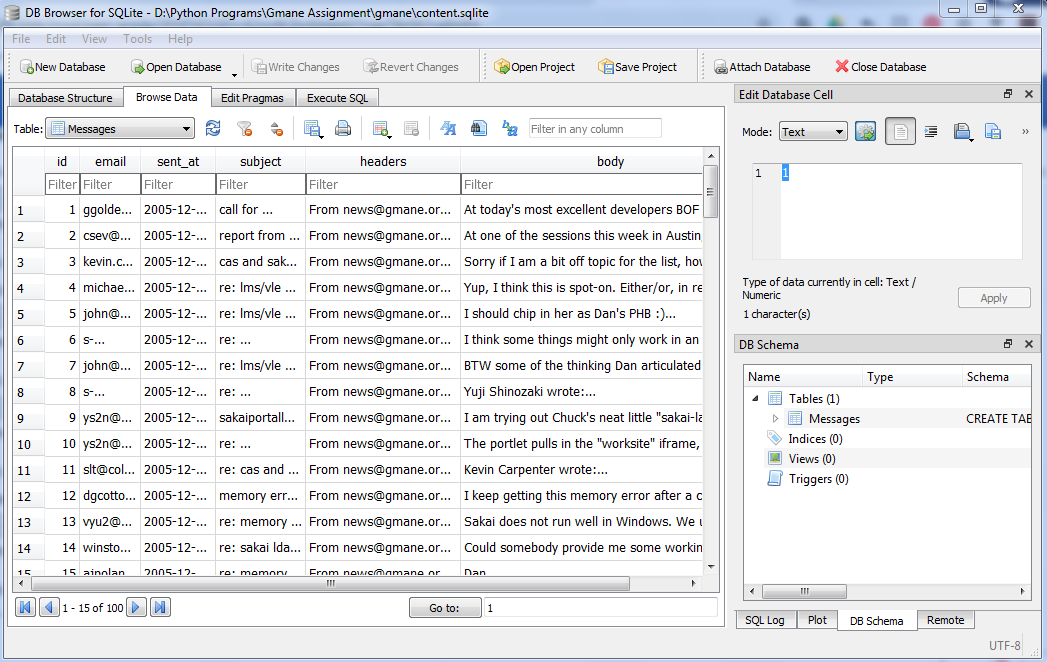 DB Browser for SQLite - D:\Python Programs\Gmane Assignment\gmane\content.sqlite
File Edit View Tools Help
New Database Open Database Write Changes Revert Changes Open Project Save Project Attach Database Close Database
Database Structure Browse Data Edit Pragmas Execute SQL
Table: Messages Filter in any column
id email sent_at subject headers body
Filter Filter Filter Filter Filter Filter
1 1 ggolde... 2005-12-... call for ... From news@gmane.or... At today's most excellent developers BOF
2 2 csev@... 2005-12-... report from ... From news@gmane.or... At one of the sessions this week in Austin
3 3 kevin.c... 2005-12-... cas and sak... From news@gmane.or... Sorry if I am a bit off topic for the list, how
4 4 michae... 2005-12-... re: lms/vle ... From news@gmane.or... Yup, I think this is spot-on. Either/or, in re
5 5 john@... 2005-12-... re: lms/vle ... From news@gmane.or... I should chip in her as Dan's PHB :)...
6 6 s-... 2005-12-... re: ... From news@gmane.or... I think some things might only work in an
7 7 john@... 2005-12-... re: lms/vle ... From news@gmane.or... BTW some of the thinking Dan articulated
8 8 s-... 2005-12-... re: ... From news@gmane.or... Yuji Shinozaki wrote:...
9 9 ys2n@... 2005-12-... sakaiportall... From news@gmane.or... I am trying out Chuck's neat little "sakai-la
10 10 ys2n@... 2005-12-... re: ... From news@gmane.or... The portlet pulls in the "worksite" iframe,
11 11 slt@col... 2005-12-... re: cas and ... From news@gmane.or... Kevin Carpenter wrote:...
12 12 dgcotto... 2005-12-... memory err... From news@gmane.or... I keep getting this memory error after a c
13 13 vyu2@... 2005-12-... re: memory ... From news@gmane.or... Sakai does not run well in Windows. We u
14 14 winsto... 2005-12-... re: sakai lda... From news@gmane.or... Could somebody provide me some workin
15 15 ajpolan 2005-12-... re: memory From news@gmane.or... Dan
1 - 15 of 100 Go to: 1
Edit Database Cell
Mode: Text
1 1
Type of data currently in cell: Text /
Numeric
1 character(s)
Apply
DB Schema
Name Type Schema
Tables (1)
Messages CREATE TAB
Indices (0)
Views (0)
Triggers (0)
SQL Log Plot DB Schema Remote
UTF-8